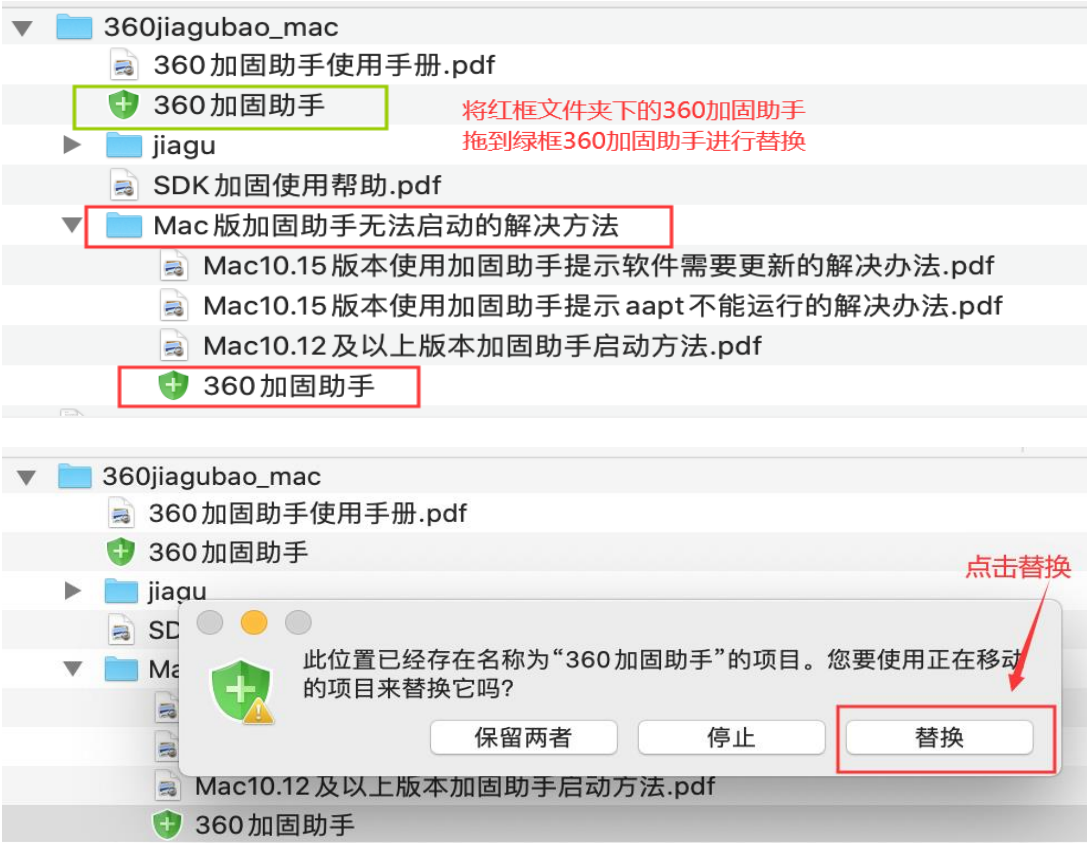 360jiagubao_mac
360加固助手使用手册.pdf
360加固助手
将红框文件夹下的360加固助手
拖到绿框360加固助手进行替换
jiagu
SDK加固使用帮助.pdf
Mac版加固助手无法启动的解决方法
Mac10.15版本使用加固助手提示软件需要更新的解决办法.pdf
Mac10.15版本使用加固助手提示aapt不能运行的解决办法.pdf
Mac10.12及以上版本加固助手启动方法.pdf
360加固助手
360jiagubao_mac
360加固助手使用手册.pdf
360加固助手
点击替换
jiagu
SD
Ma
此位置已经存在名称为“360加固助手”的项目。您要使用正在移动
的项目来替换它吗?
保留两者
停止
替换
Mac10.12及以上版本加固助手启动方法.pdf
360加固助手